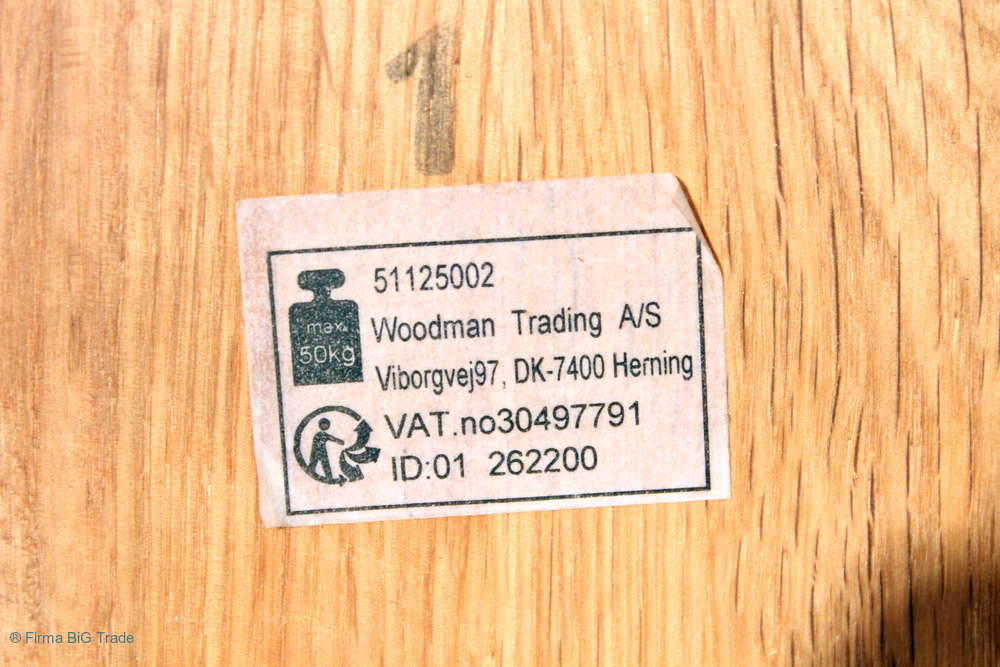 1
51125002
max.
50kg
Woodman Trading A/S
Viborgvej97, DK-7400 Herning
VAT.no30497791
ID:01 262200
® Firma BiG Trade